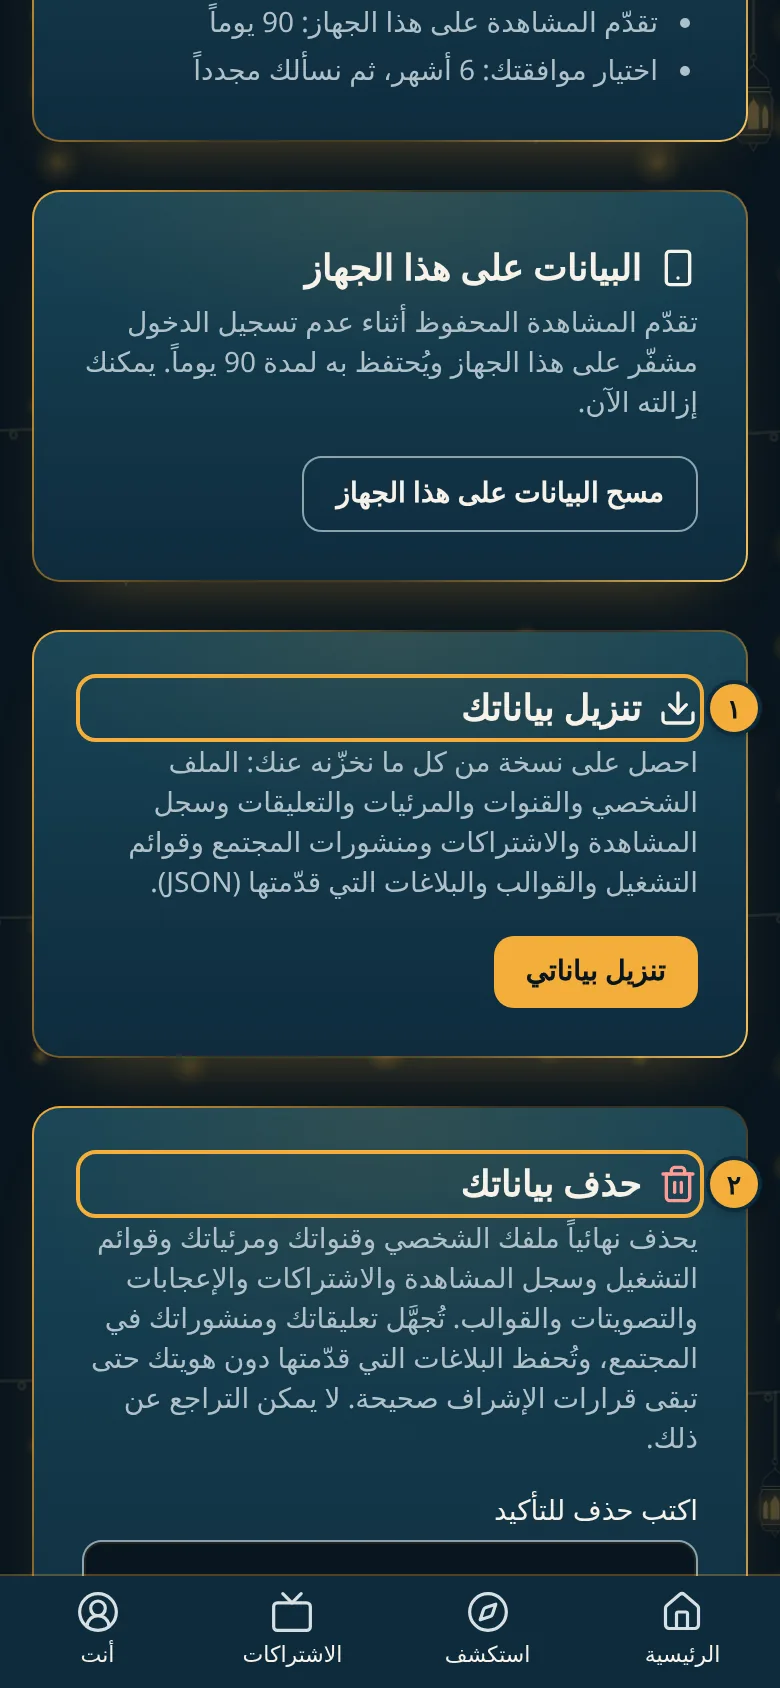 تقدّم المشاهدة على هذا الجهاز: 90 يوماً
اختيار موافقتك: 6 أشهر، ثم نسألك مجدداً
البيانات على هذا الجهاز
تقدّم المشاهدة المحفوظ أثناء عدم تسجيل الدخول
مشفّر على هذا الجهاز ويُحتفظ به لمدة 90 يوماً. يمكنك
إزالته الآن.
مسح البيانات على هذا الجهاز
١
تنزيل بياناتك
احصل على نسخة من كل ما نخزّنه عنك: الملف
الشخصي والقنوات والمرئيات والتعليقات وسجل
المشاهدة والاشتراكات ومنشورات المجتمع وقوائم
التشغيل والقوالب والبلاغات التي قدّمتها (JSON).
تنزيل بياناتي
٢
حذف بياناتك
يحذف نهائياً ملفك الشخصي وقنواتك ومرئياتك وقوائم
التشغيل وسجل المشاهدة والاشتراكات والإعجابات
والتصويتات والقوالب. تُجهَّل تعليقاتك ومنشوراتك في
المجتمع، وتُحفظ البلاغات التي قدّمتها دون هويتك حتى
تبقى قرارات الإشراف صحيحة. لا يمكن التراجع عن
ذلك.
اكتب حذف للتأكيد
الرئيسية
استكشف
الاشتراكات
أنت